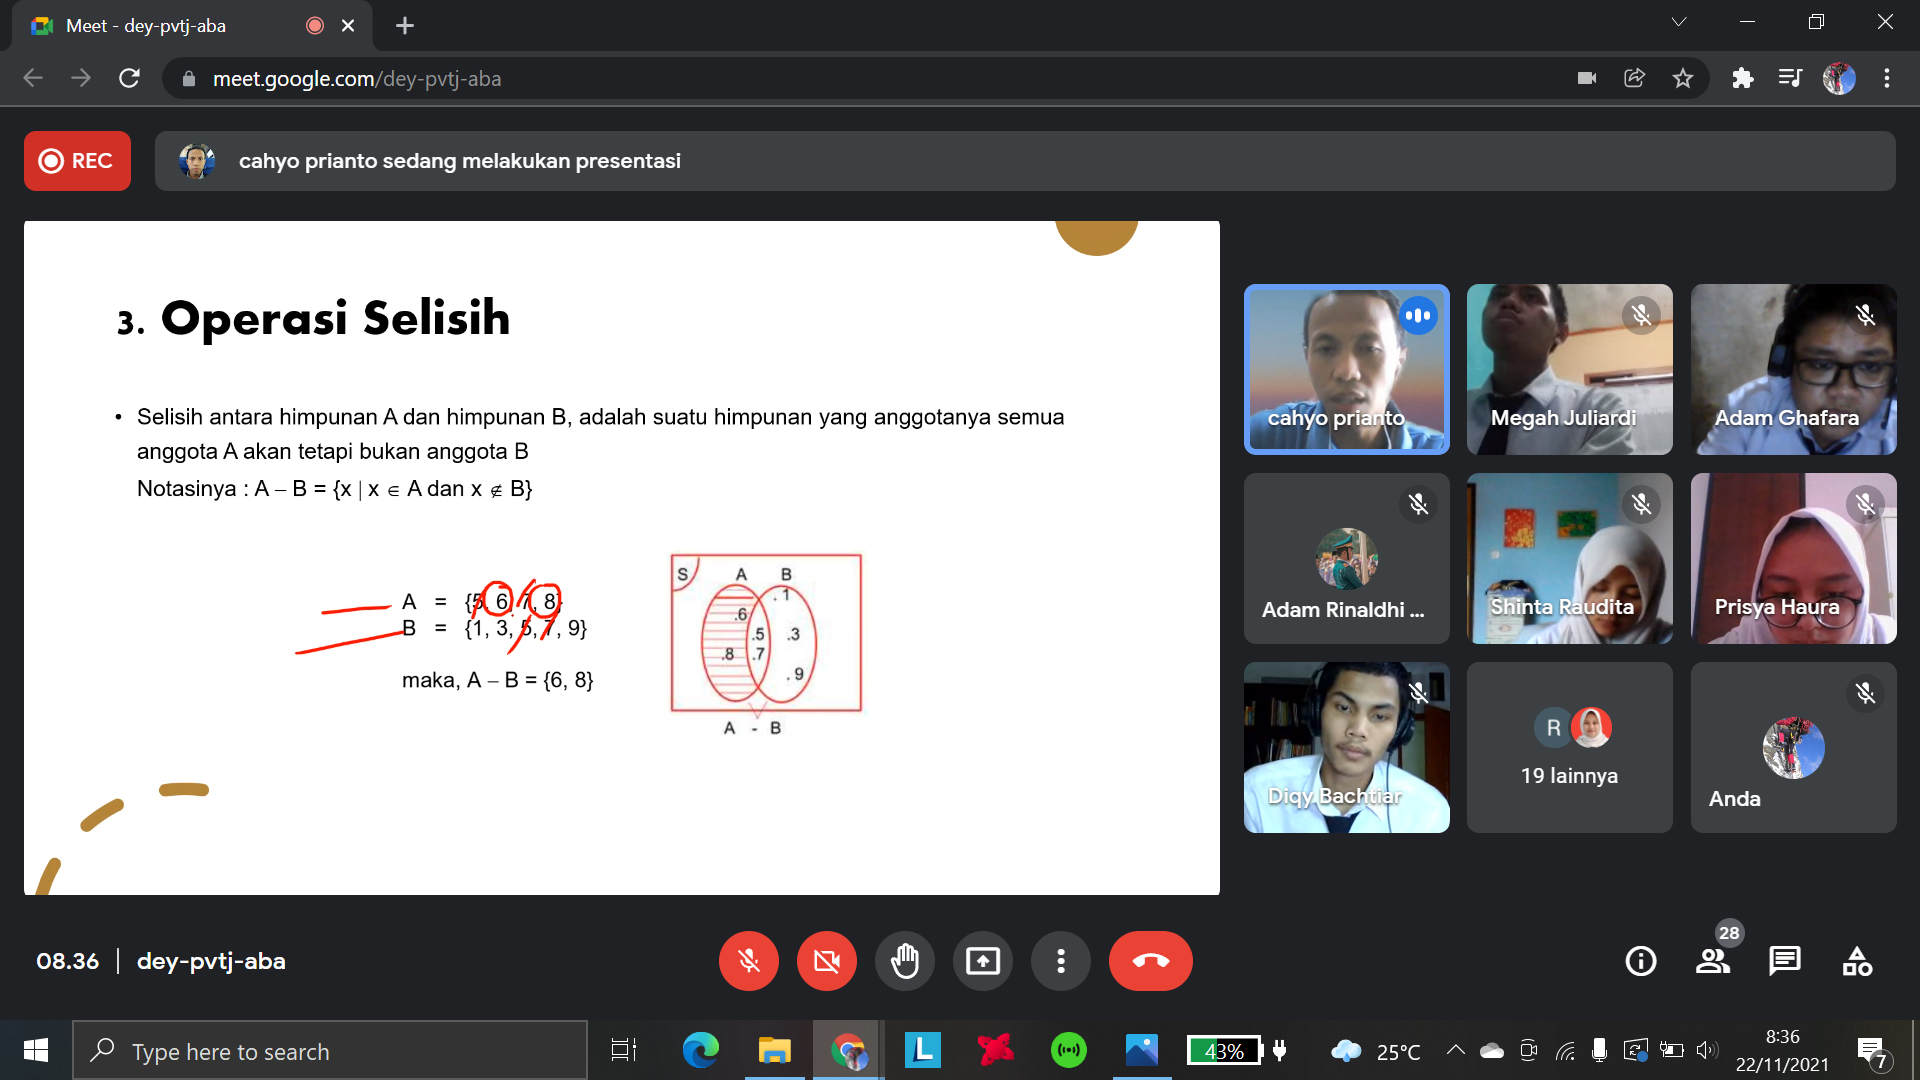 Meet - dey-pvtj-aba
meet.google.com/dey-pvtj-aba
REC
cahyo prianto sedang melakukan presentasi
3. Operasi Selisih
• Selisih antara himpunan A dan himpunan B, adalah suatu himpunan yang anggotanya semua
anggota A akan tetapi bukan anggota B
Notasinya : A – B = {x | x ∈ A dan x ∉ B}
A = {5, 6, 7, 8}
B = {1, 3, 5, 7, 9}
maka, A – B = {6, 8}
S A B
.1
.6
.5 .3
.8 .7
.9
A - B
cahyo prianto
Megah Juliardi
Adam Ghafara
Adam Rinaldhi ...
Shinta Raudita
Prisya Haura
Diqy Bachtiar
R
19 lainnya
Anda
08.36 | dey-pvtj-aba
28
Type here to search
L
43%
25°C
8:36
22/11/2021
7